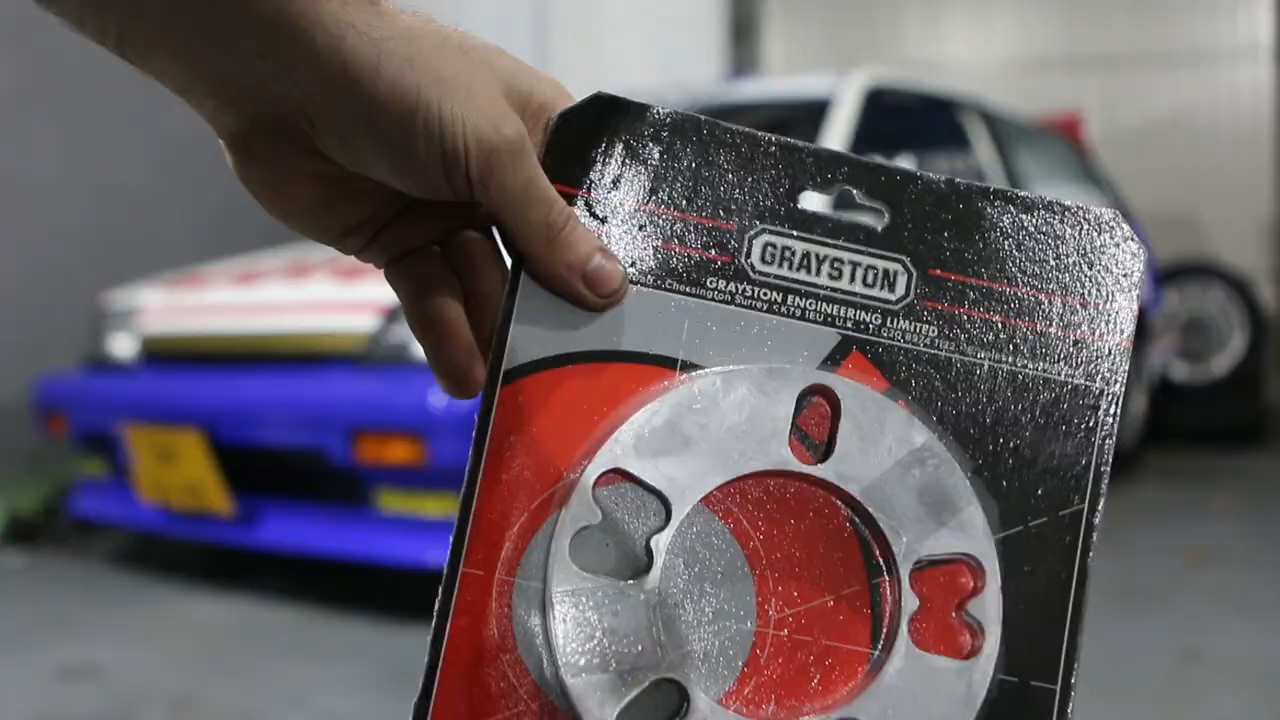 GRAYSTON
GRAYSTON ENGINEERING LIMITED
Chessington Surrey KT9 1EU • U.K. •